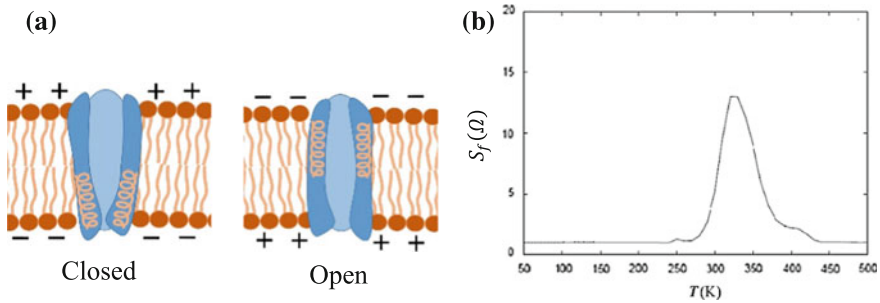 (a)
+ + + +
− − − −
Closed
− − − −
+ + + +
Open
(b)
20
15
10
5
0
S_f(Ω)
50 100 150 200 250 300 350 400 450 500
T(K)